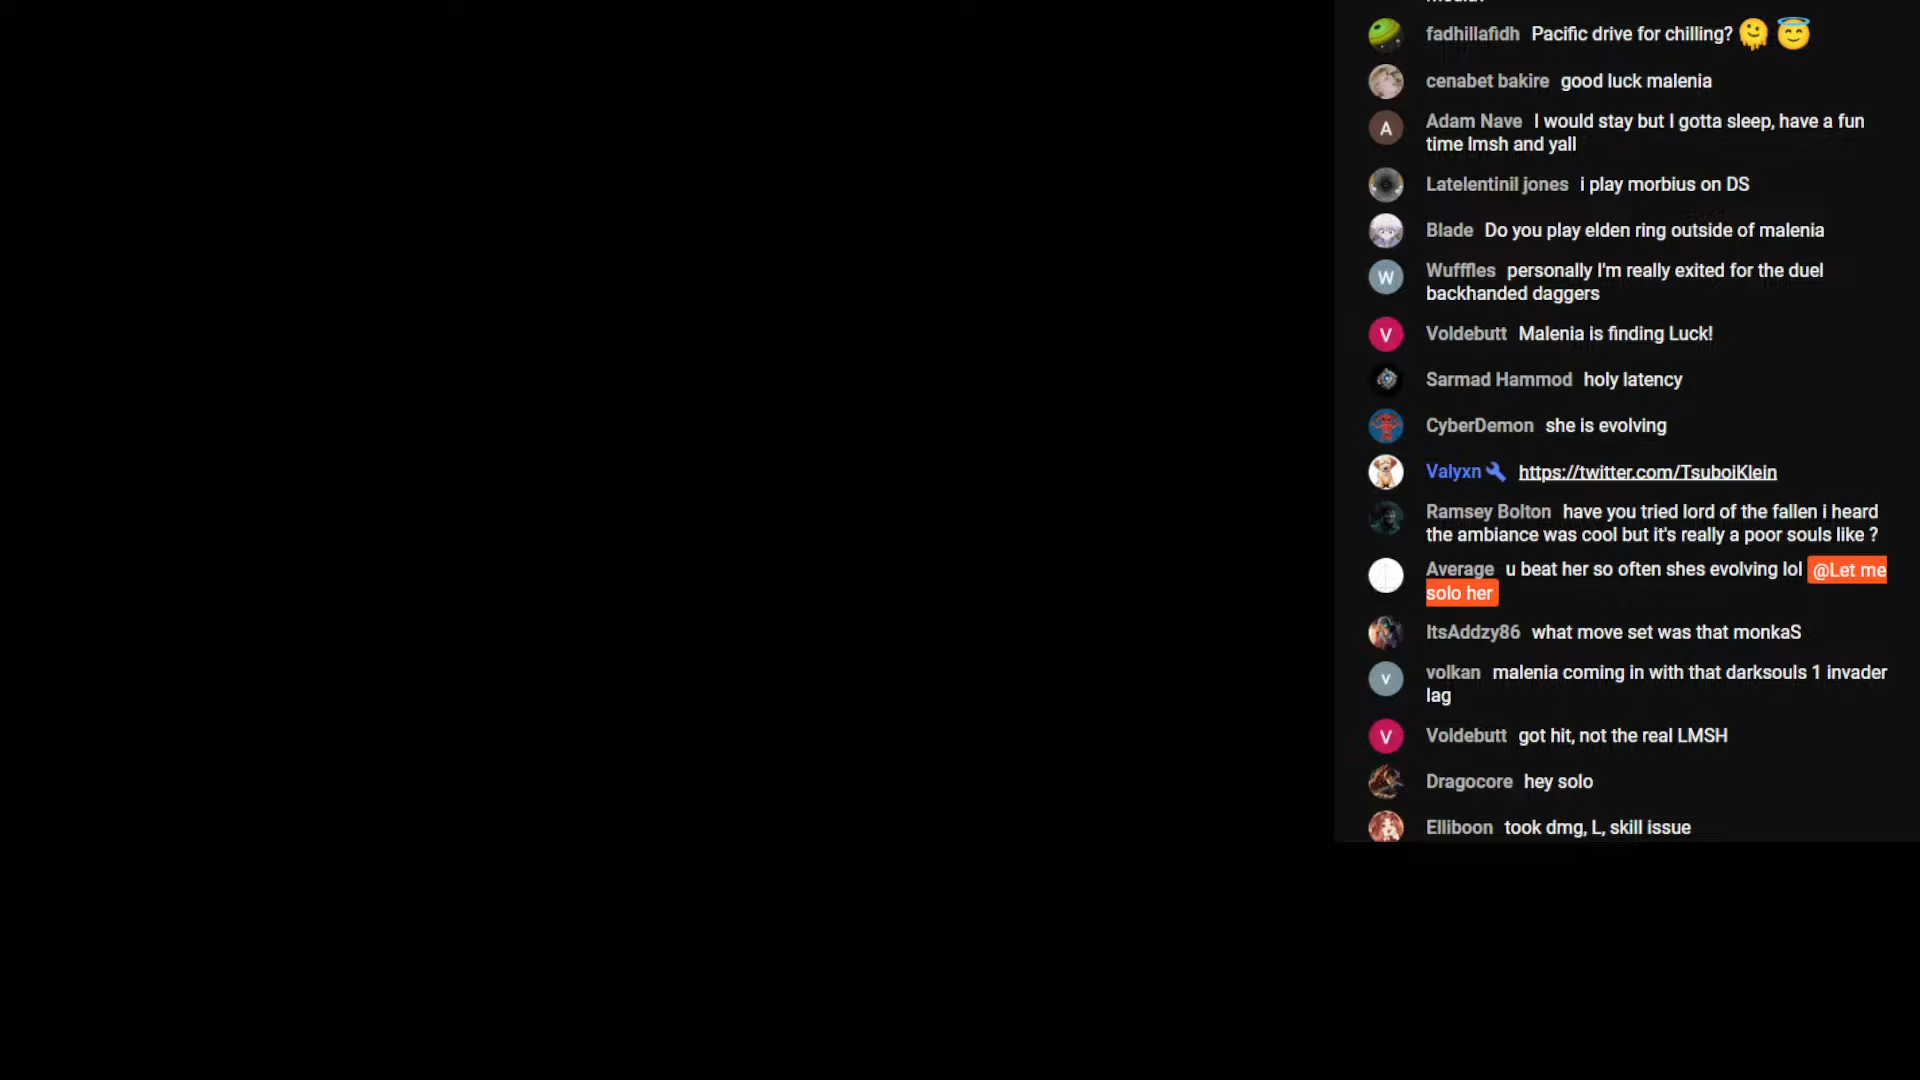 fadhillafidh Pacific drive for chilling? 🫠 😇
cenabet bakire good luck malenia
A Adam Nave I would stay but I gotta sleep, have a fun
time lmsh and yall
Latelentinil jones i play morbius on DS
Blade Do you play elden ring outside of malenia
W Wufffles personally I'm really exited for the duel
backhanded daggers
V Voldebutt Malenia is finding Luck!
Sarmad Hammod holy latency
CyberDemon she is evolving
Valyxn https://twitter.com/TsuboiKlein
Ramsey Bolton have you tried lord of the fallen i heard
the ambiance was cool but it's really a poor souls like ?
Average u beat her so often shes evolving lol @Let me
solo her
ItsAddzy86 what move set was that monkaS
v volkan malenia coming in with that darksouls 1 invader
lag
V Voldebutt got hit, not the real LMSH
Dragocore hey solo
Elliboon took dmg, L, skill issue